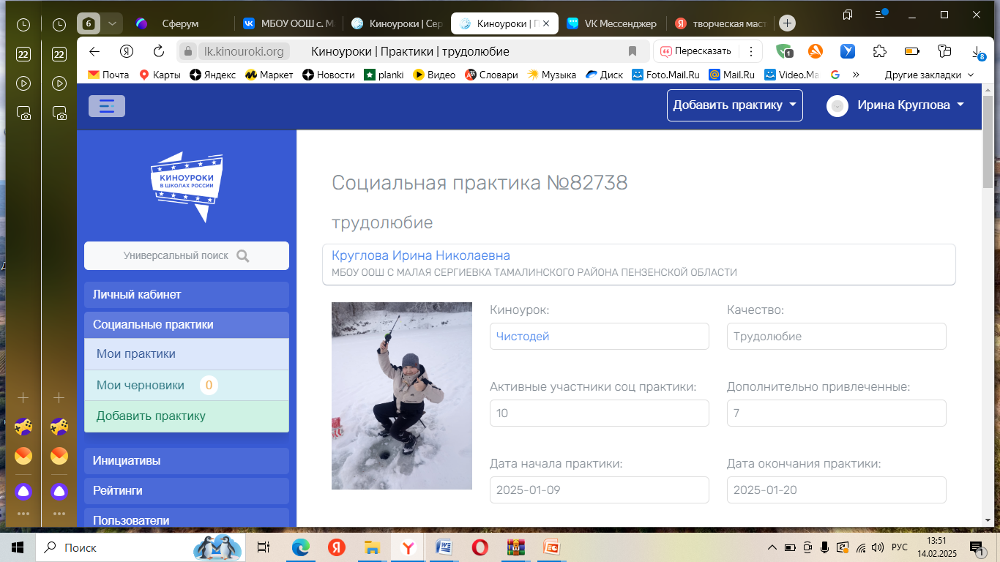 6
Сферум
МБОУ ООШ с. М
Киноуроки | Сер
Киноуроки | П
VK Мессенджер
творческая маст
22
22
lk.kinouroki.org
Киноуроки | Практики | трудолюбие
Пересказать
1
8
Почта
Карты
Яндекс
Маркет
Новости
planki
Видео
Словари
Музыка
Диск
Foto.Mail.Ru
Mail.Ru
Video.Ma
Другие закладки
Добавить практику
Ирина Круглова
КИНОУРОКИ
В ШКОЛАХ РОССИИ
Универсальный поиск
Личный кабинет
Социальные практики
Мои практики
Мои черновики 0
Добавить практику
Инициативы
Рейтинги
Пользователи
Социальная практика №82738
трудолюбие
Круглова Ирина Николаевна
МБОУ ООШ С МАЛАЯ СЕРГИЕВКА ТАМАЛИНСКОГО РАЙОНА ПЕНЗЕНСКОЙ ОБЛАСТИ
Киноурок:
Качество:
Чистодей
Трудолюбие
Активные участники соц практики:
Дополнительно привлеченные:
10
7
Дата начала практики:
Дата окончания практики:
2025-01-09
2025-01-20
Поиск
РУС
13:51
14.02.2025
1